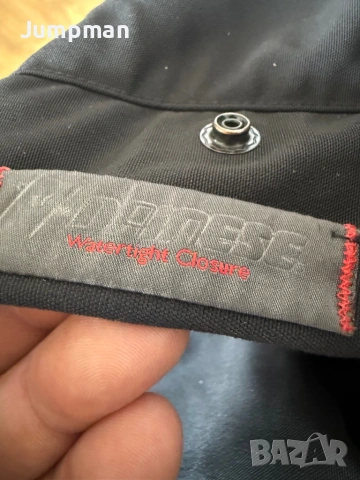 Jumpman
Dainese
Watertight Closure
BAZAR